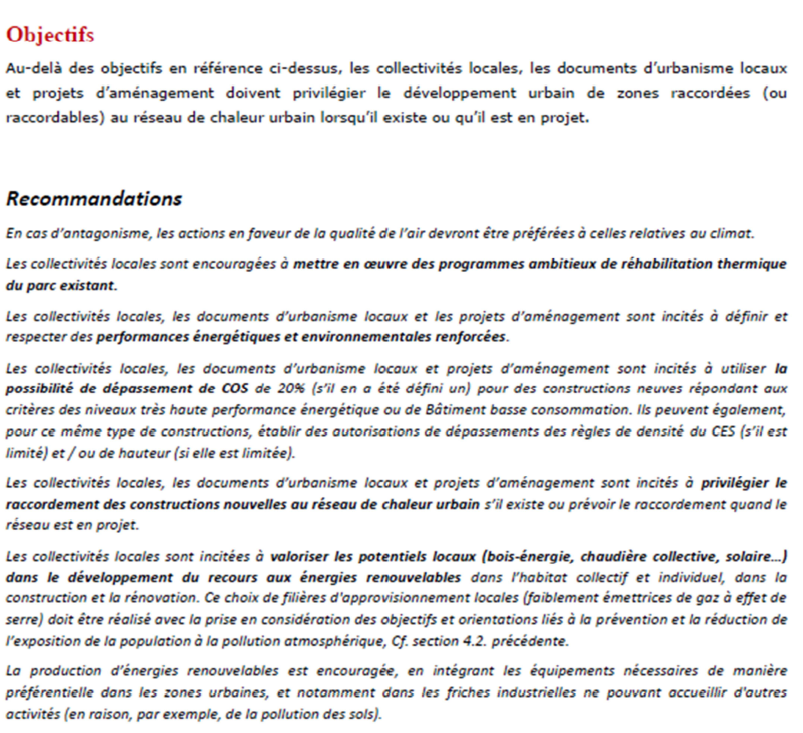 Objectifs
Au-delà des objectifs en référence ci-dessus, les collectivités locales, les documents d'urbanisme locaux
et projets d'aménagement doivent privilégier le développement urbain de zones raccordées (ou
raccordables) au réseau de chaleur urbain lorsqu'il existe ou qu'il est en projet.
Recommandations
En cas d'antagonisme, les actions en faveur de la qualité de l'air devront être préférées à celles relatives au climat.
Les collectivités locales sont encouragées à mettre en œuvre des programmes ambitieux de réhabilitation thermique
du parc existant.
Les collectivités locales, les documents d'urbanisme locaux et les projets d'aménagement sont incités à définir et
respecter des performances énergétiques et environnementales renforcées.
Les collectivités locales, les documents d'urbanisme locaux et projets d'aménagement sont incités à utiliser la
possibilité de dépassement de COS de 20% (s'il en a été défini un) pour des constructions neuves répondant aux
critères des niveaux très haute performance énergétique ou de Bâtiment basse consommation. Ils peuvent également,
pour ce même type de constructions, établir des autorisations de dépassements des règles de densité du CES (s'il est
limité) et / ou de hauteur (si elle est limitée).
Les collectivités locales, les documents d'urbanisme locaux et projets d'aménagement sont incités à privilégier le
raccordement des constructions nouvelles au réseau de chaleur urbain s'il existe ou prévoir le raccordement quand le
réseau est en projet.
Les collectivités locales sont incitées à valoriser les potentiels locaux (bois-énergie, chaudière collective, solaire...)
dans le développement du recours aux énergies renouvelables dans l'habitat collectif et individuel, dans la
construction et la rénovation. Ce choix de filières d'approvisionnement locales (faiblement émettrices de gaz à effet de
serre) doit être réalisé avec la prise en considération des objectifs et orientations liés à la prévention et la réduction de
l'exposition de la population à la pollution atmosphérique, Cf. section 4.2. précédente.
La production d'énergies renouvelables est encouragée, en intégrant les équipements nécessaires de manière
préférentielle dans les zones urbaines, et notamment dans les friches industrielles ne pouvant accueillir d'autres
activités (en raison, par exemple, de la pollution des sols).